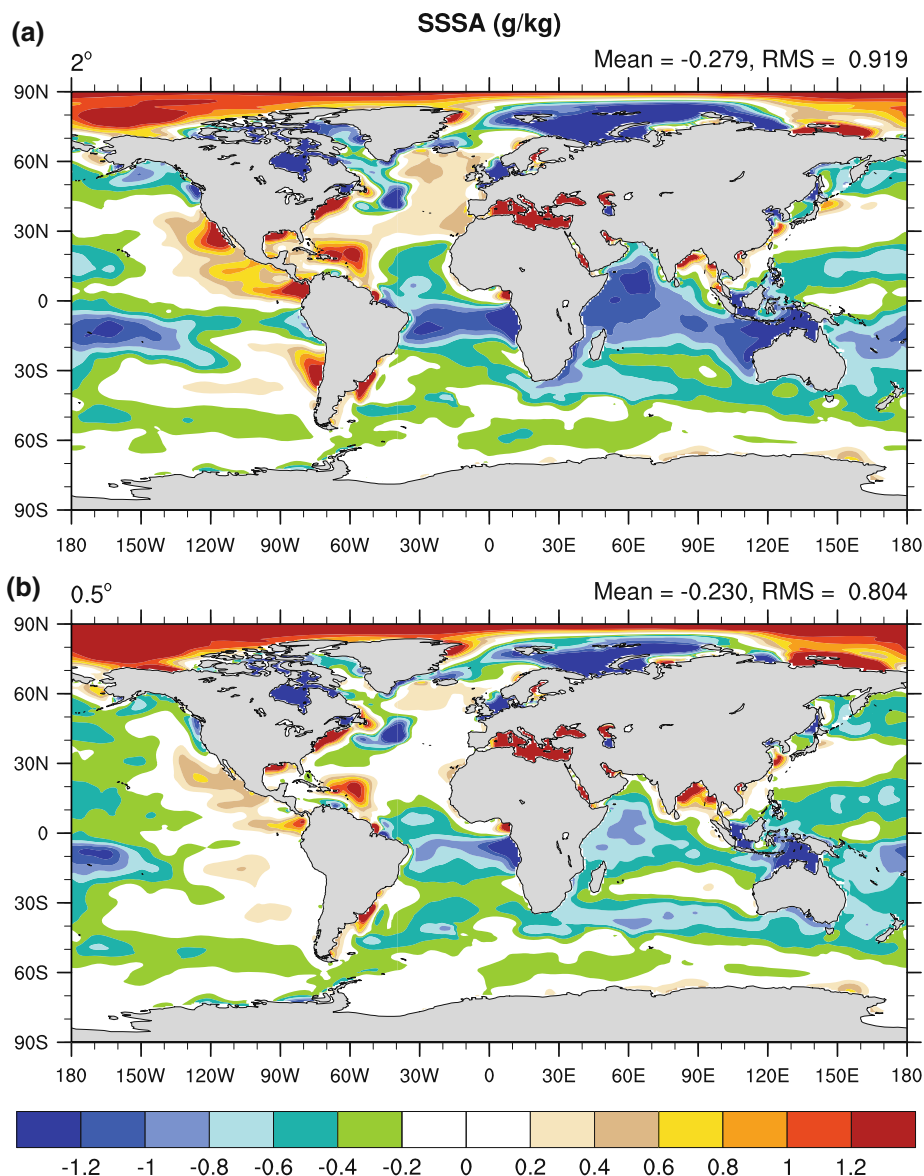 SSSA (g/kg)
(a)
2°
Mean = -0.279, RMS = 0.919
90N
60N
30N
0
30S
60S
90S
180 150W 120W 90W 60W 30W 0 30E 60E 90E 120E 150E 180
(b)
0.5°
Mean = -0.230, RMS = 0.804
90N
60N
30N
0
30S
60S
90S
180 150W 120W 90W 60W 30W 0 30E 60E 90E 120E 150E 180
-1.2 -1 -0.8 -0.6 -0.4 -0.2 0 0.2 0.4 0.6 0.8 1 1.2